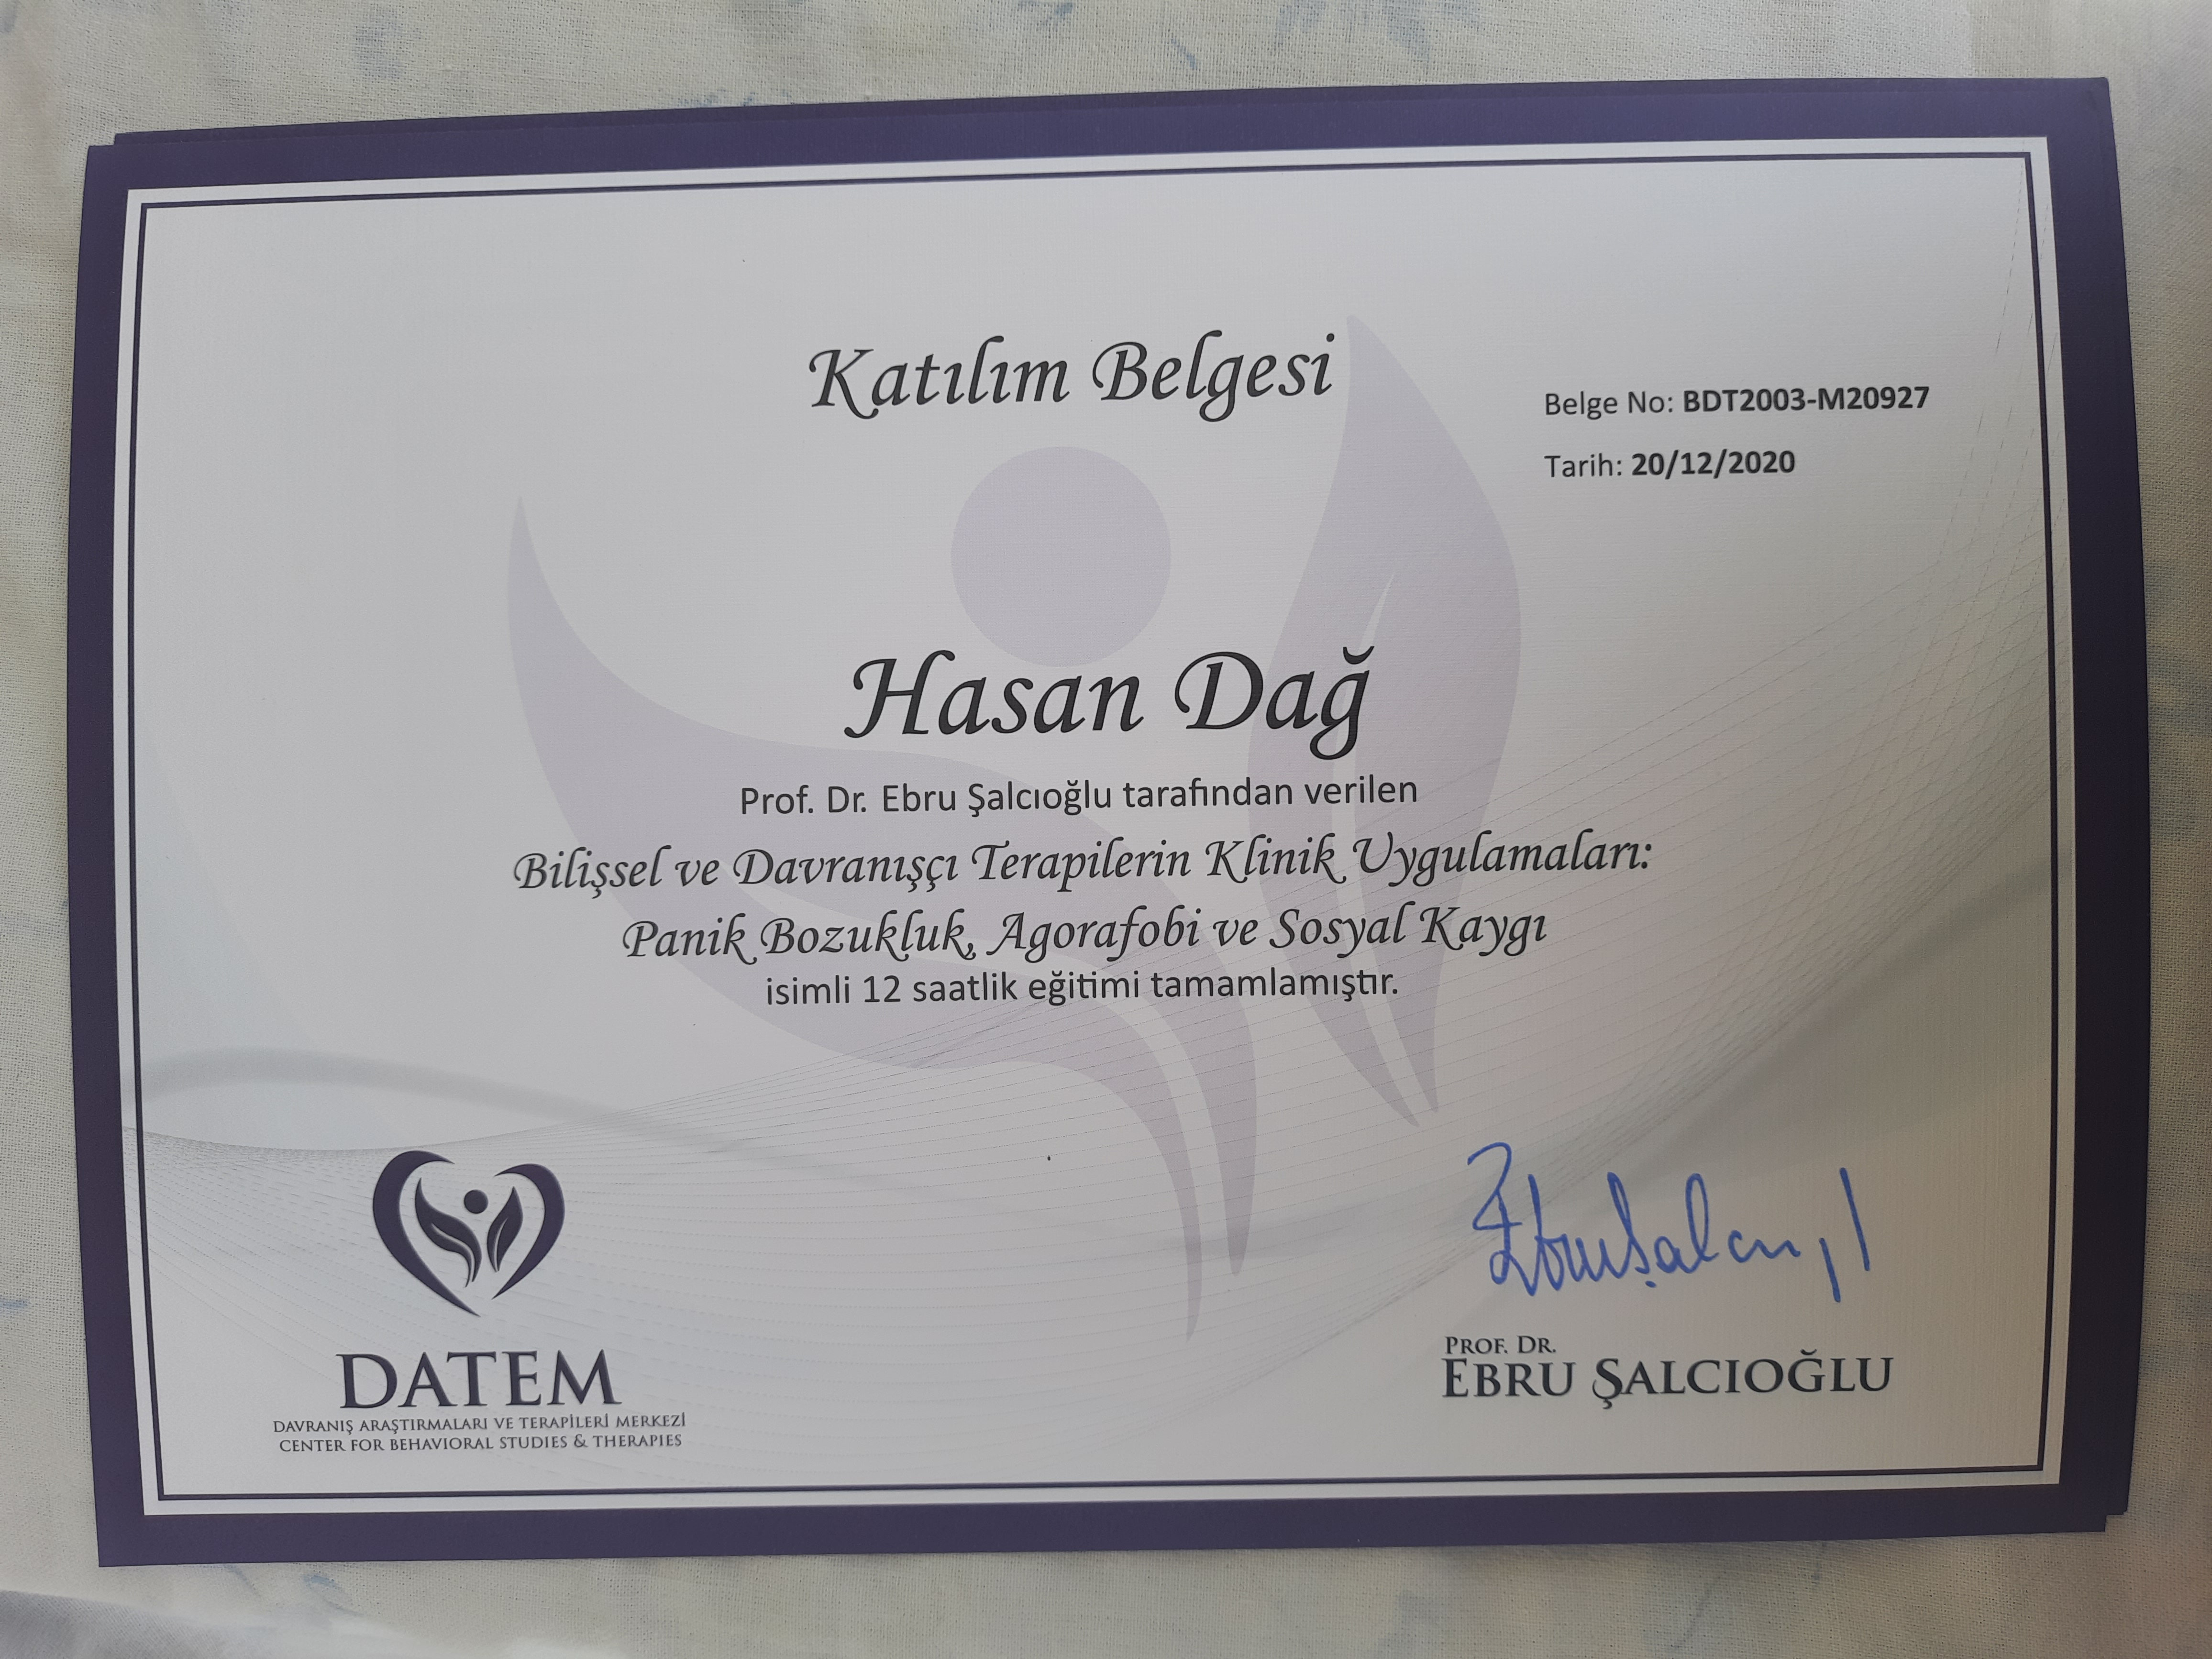 Katılım Belgesi
Belge No: BDT2003-M20927
Tarih: 20/12/2020
Hasan Dağ
Prof. Dr. Ebru Şalcıoğlu tarafından verilen
Bilişsel ve Davranışçı Terapilerin Klinik Uygulamaları:
Panik Bozukluk, Agorafobi ve Sosyal Kaygı
isimli 12 saatlik eğitimi tamamlamıştır.
DATEM
DAVRANIŞ ARAŞTIRMALARI VE TERAPİLERİ MERKEZİ
CENTER FOR BEHAVIORAL STUDIES & THERAPIES
PROF. DR.
EBRU ŞALCIOĞLU